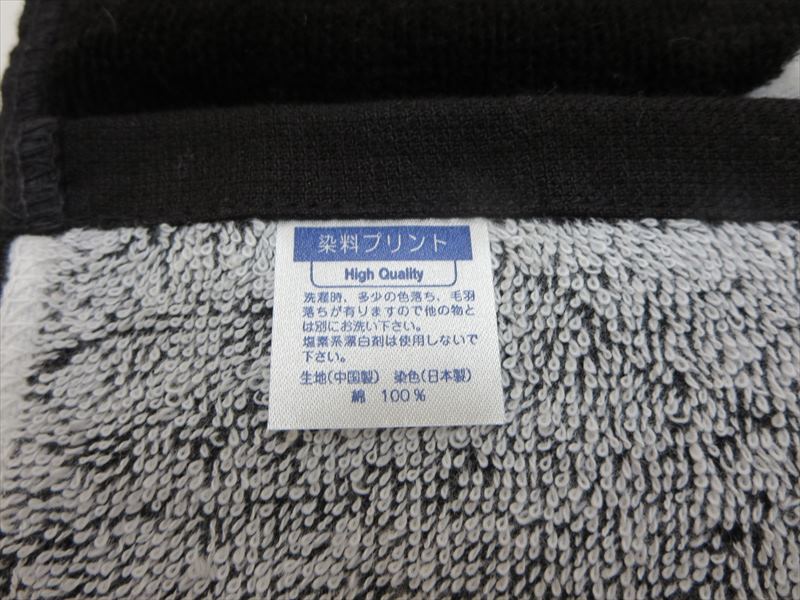 染料プリント
High Quality
洗濯時、多少の色落ち、毛羽
落ちが有りますので他の物と
は別にお洗い下さい。
塩素系漂白剤は使用しないで
下さい。
生地(中国製) 染色(日本製)
綿 100%